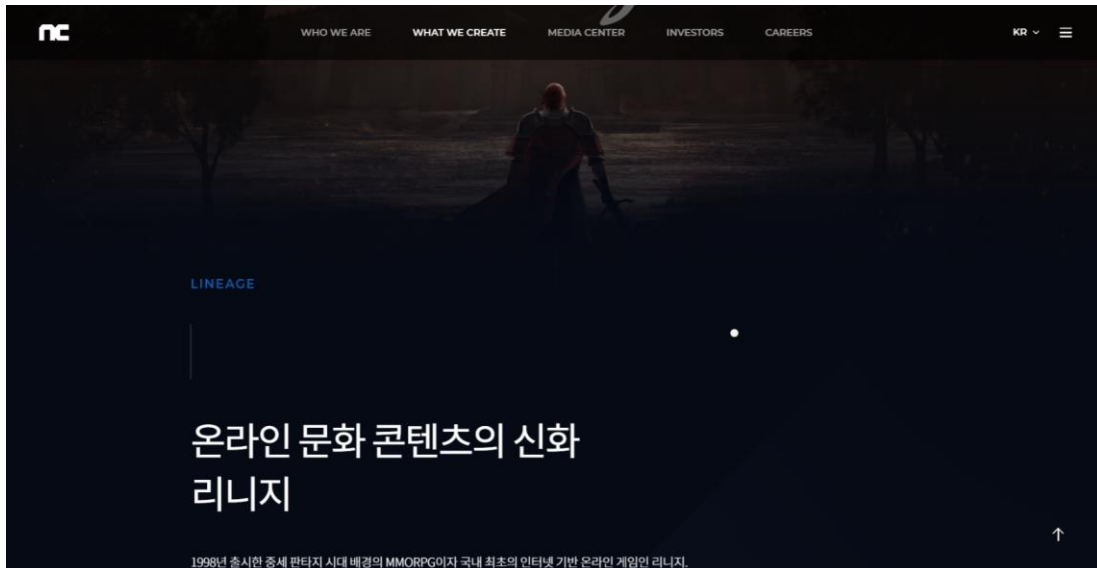 nc WHO WE ARE WHAT WE CREATE MEDIA CENTER INVESTORS CAREERS KR
LINEAGE
온라인 문화 콘텐츠의 신화
리니지
1998년 출시한 중세 판타지 시대 배경의 MMORPG이자 국내 최초의 인터넷 기반 온라인 게임인 리니지.